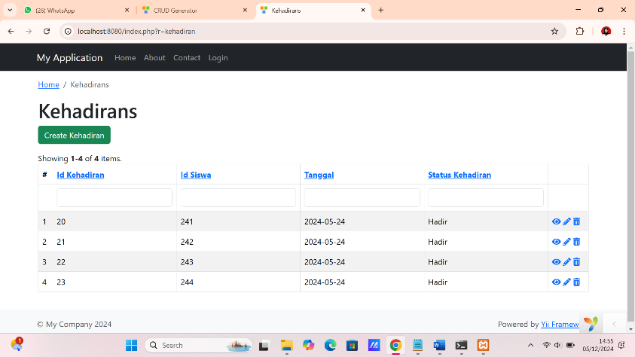 (25) WhatsApp
CRUD Generator
Kehadirans
localhost:8080/index.php?r=kehadiran
My Application Home About Contact Login
Home / Kehadirans
Kehadirans
Create Kehadiran
Showing 1-4 of 4 items.
# Id Kehadiran Id Siswa Tanggal Status Kehadiran
1 20 241 2024-05-24 Hadir
2 21 242 2024-05-24 Hadir
3 22 243 2024-05-24 Hadir
4 23 244 2024-05-24 Hadir
© My Company 2024 Powered by Yii Framew
Search
14:55
05/12/2024